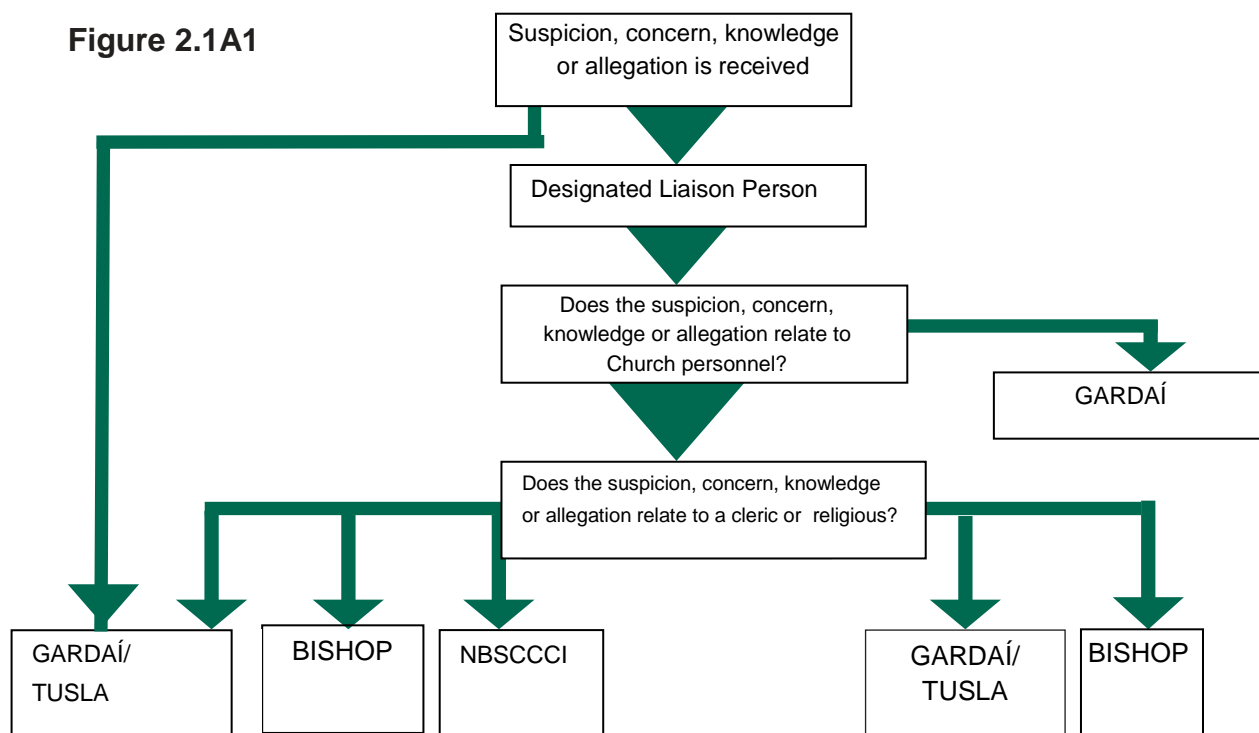 Figure 2.1A1
Suspicion, concern, knowledge
or allegation is received
Designated Liaison Person
Does the suspicion, concern,
knowledge or allegation relate to
Church personnel?
GARDAÍ
Does the suspicion, concern, knowledge
or allegation relate to a cleric or religious?
GARDAÍ/
TUSLA
BISHOP
NBSCCCI
GARDAÍ/
TUSLA
BISHOP